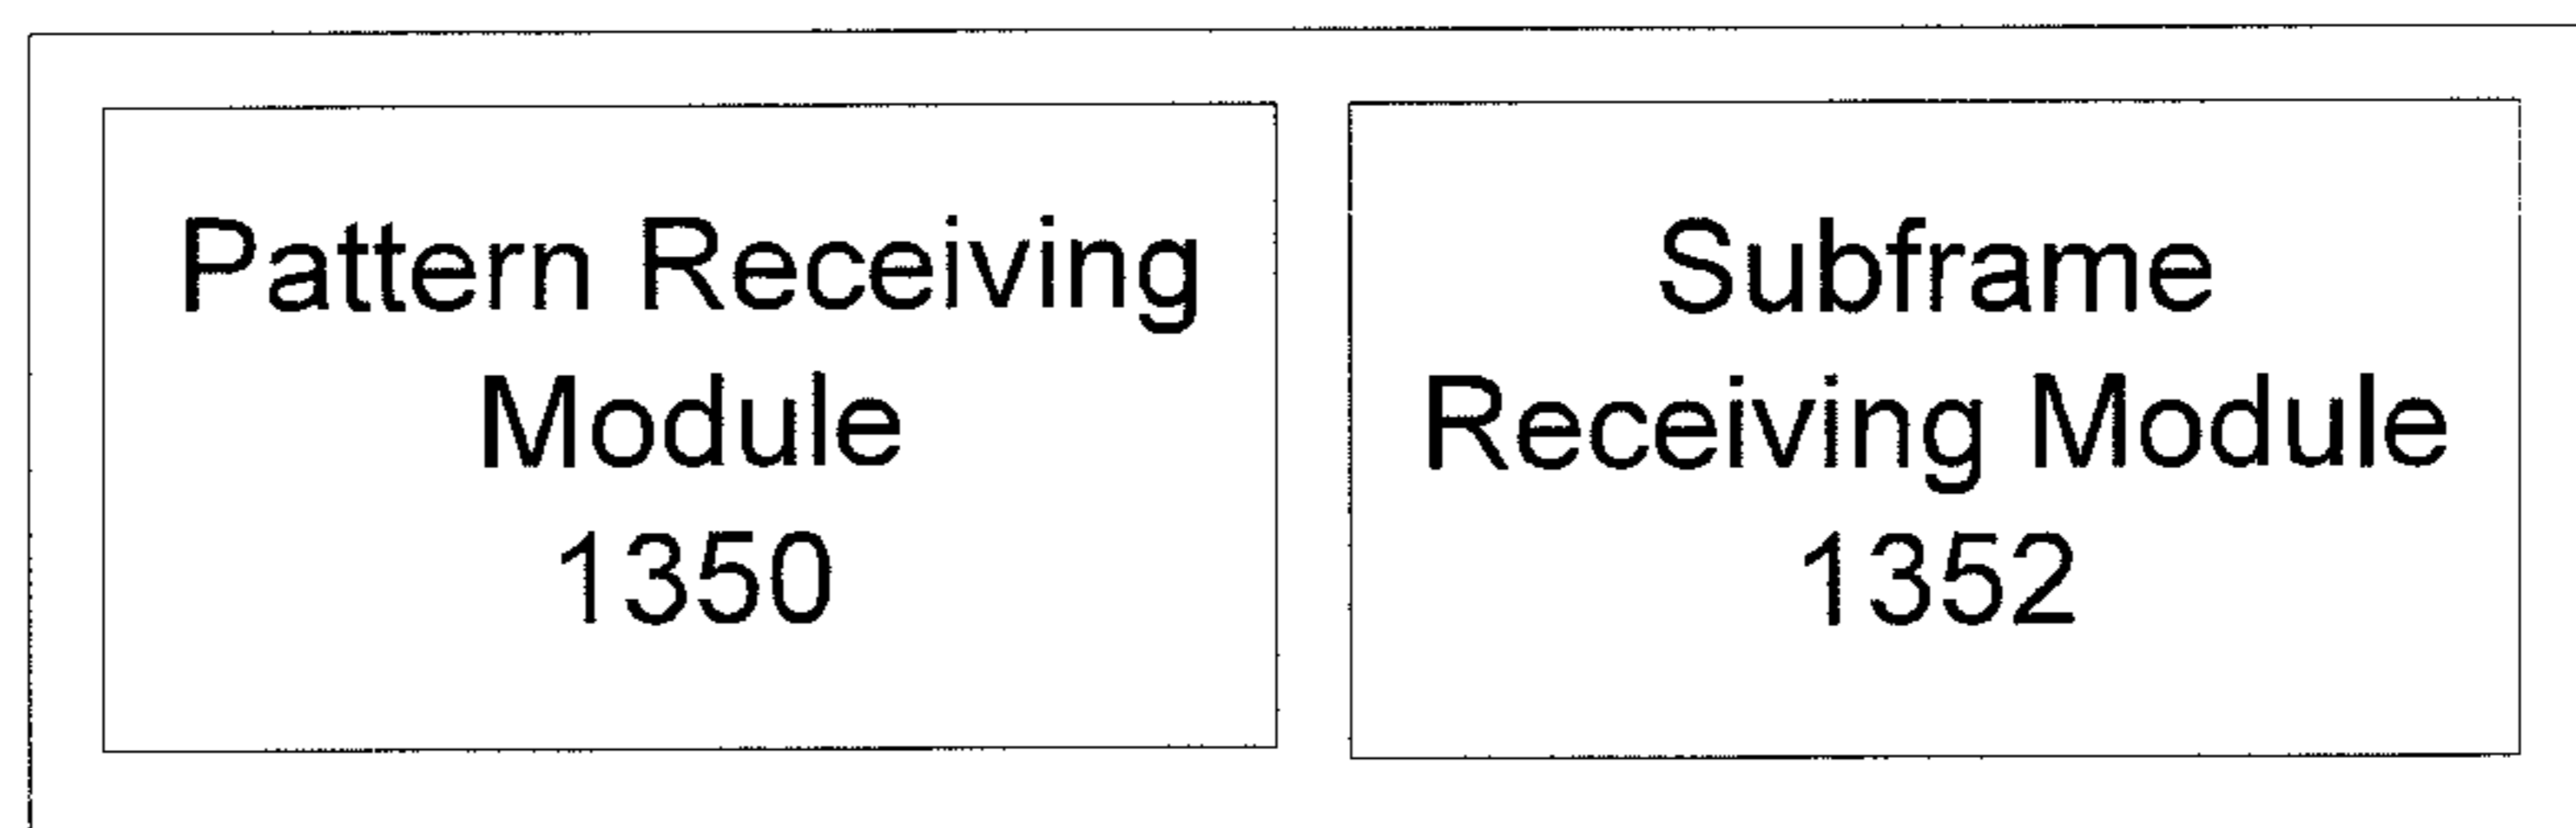 Pattern Receiving
Module
1350
Subframe
Receiving Module
1352